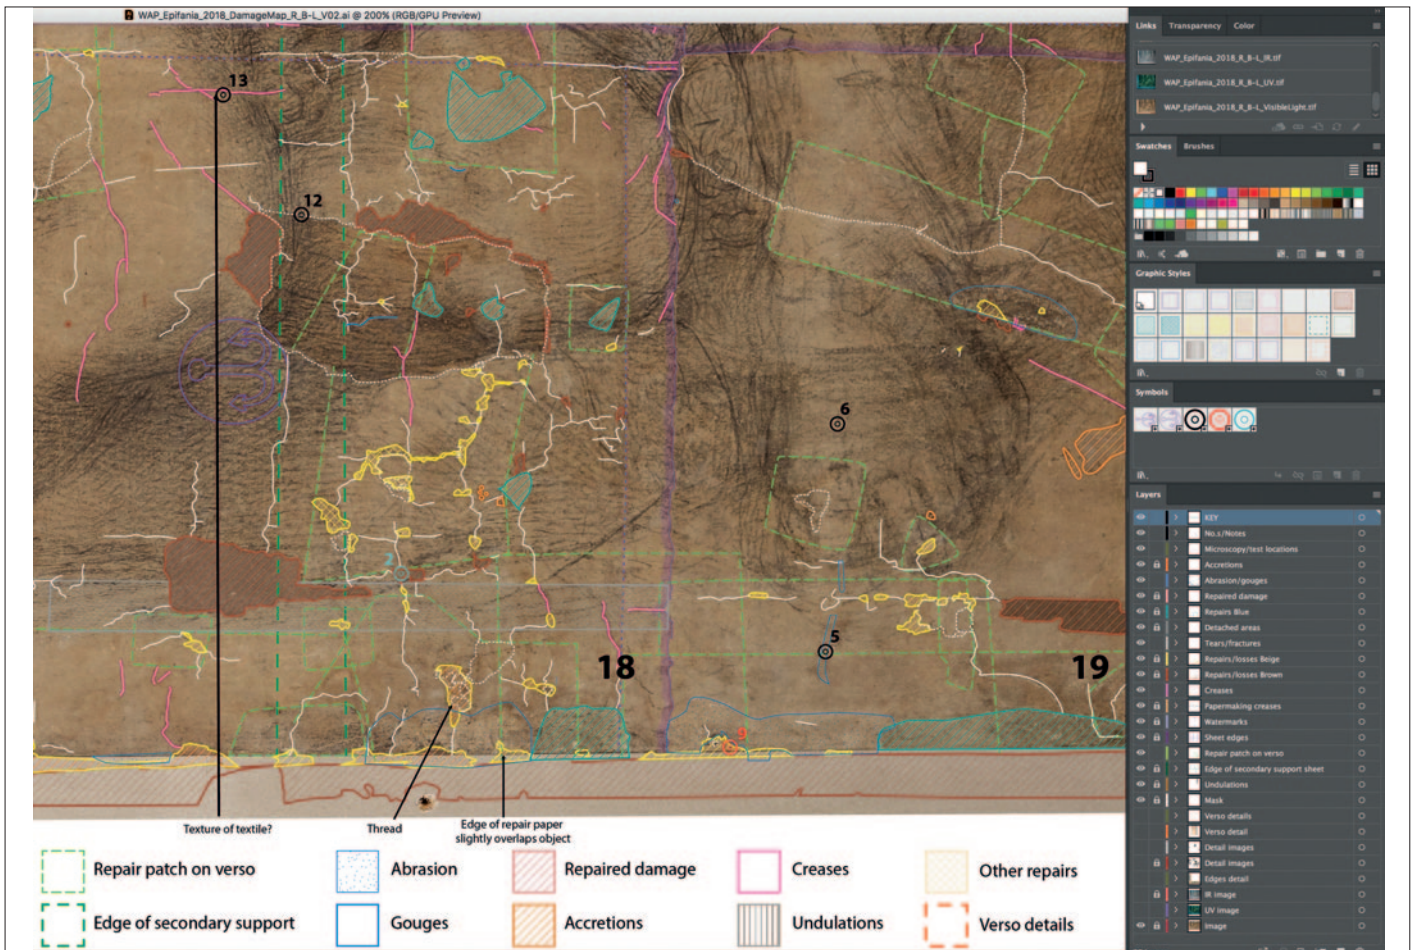 WAP_Epifania_2018_DamageMap_R_B-L_V02.ai @ 200% (RGB/GPU Preview)
Links
Transparency
Color
WAP_Epifania_2018_R_B-L_IR.tif
WAP_Epifania_2018_R_B-L_UV.tif
WAP_Epifania_2018_R_B-L_VisibleLight.tif
Swatches
Brushes
Graphic Styles
Symbols
Layers
KEY
No.s/Notes
Microscopy/test locations
Accretions
Abrasion/gouges
Repaired damage
Repairs Blue
Detached areas
Tears/fractures
Repairs/losses Beige
Repairs/losses Brown
Creases
Papermaking creases
Watermarks
Sheet edges
Repair patch on verso
Edge of secondary support sheet
Undulations
Mask
Verso details
Verso detail
Detail images
Detail images
Edges detail
IR image
UV image
Image
13
12
6
2
5
18
19
3
Texture of textile?
Thread
Edge of repair paper
slightly overlaps object
Repair patch on verso
Abrasion
Repaired damage
Creases
Other repairs
Edge of secondary support
Gouges
Accretions
Undulations
Verso details